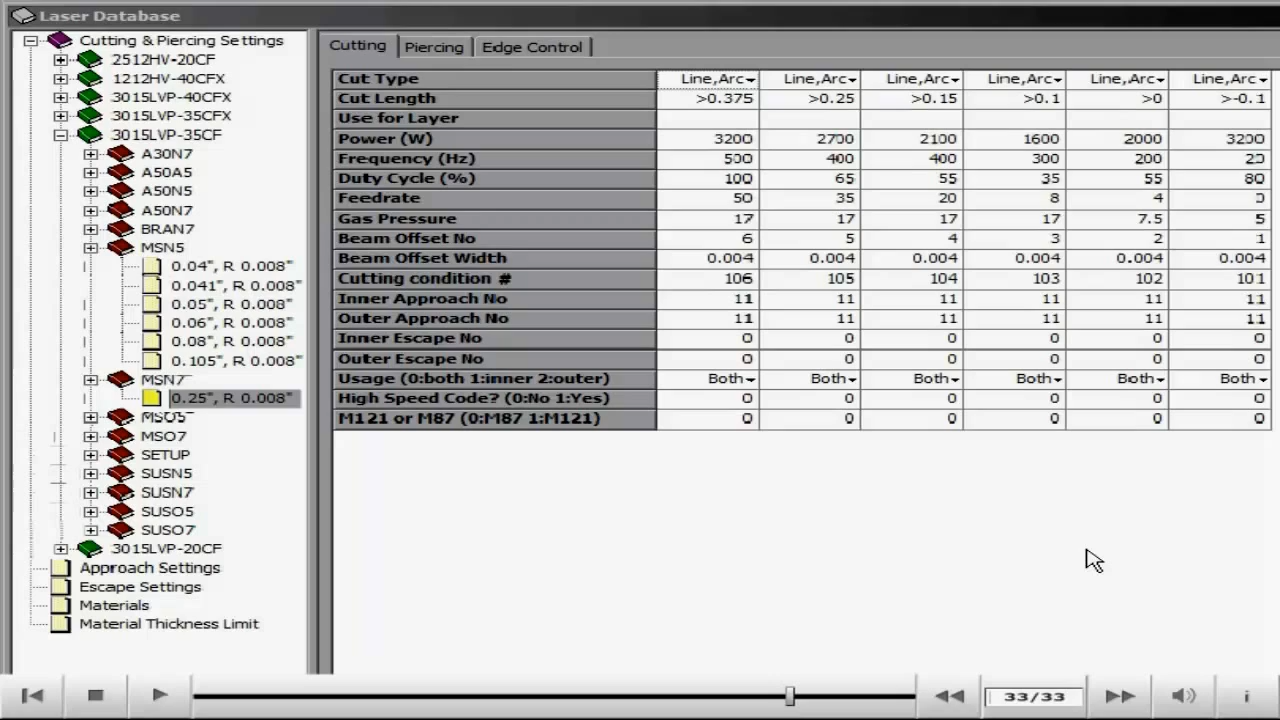 Laser Database
Cutting & Piercing Settings
2512HV-20CF
1212HV-40CFX
3015LVP-40CFX
3015LVP-35CFX
3015LVP-35CF
A30N7
A50A5
A50N5
A50N7
BRAN7
MSN5
0.04", R 0.008"
0.041", R 0.008"
0.05", R 0.008"
0.06", R 0.008"
0.08", R 0.008"
0.105", R 0.008"
MSN7
0.25", R 0.008"
MSO5
MSO7
SETUP
SUSN5
SUSN7
SUSO5
SUSO7
3015LVP-20CF
Approach Settings
Escape Settings
Materials
Material Thickness Limit
Cutting Piercing Edge Control
Cut Type Line,Arc Line,Arc Line,Arc Line,Arc Line,Arc Line,Arc
Cut Length >0.375 >0.25 >0.15 >0.1 >0 >-0.1
Use for Layer
Power (W) 3200 2700 2100 1600 2000 3200
Frequency (Hz) 500 400 400 300 200 20
Duty Cycle (%) 100 65 55 35 55 80
Feedrate 50 35 20 8 4 0
Gas Pressure 17 17 17 17 7.5 5
Beam Offset No 6 5 4 3 2 1
Beam Offset Width 0.004 0.004 0.004 0.004 0.004 0.004
Cutting condition # 106 105 104 103 102 101
Inner Approach No 11 11 11 11 11 11
Outer Approach No 11 11 11 11 11 11
Inner Escape No 0 0 0 0 0 0
Outer Escape No 0 0 0 0 0 0
Usage (0:both 1:inner 2:outer) Both Both Both Both Both Both
High Speed Code? (0:No 1:Yes) 0 0 0 0 0 0
M121 or M87 (0:M87 1:M121) 0 0 0 0 0 0
33/33